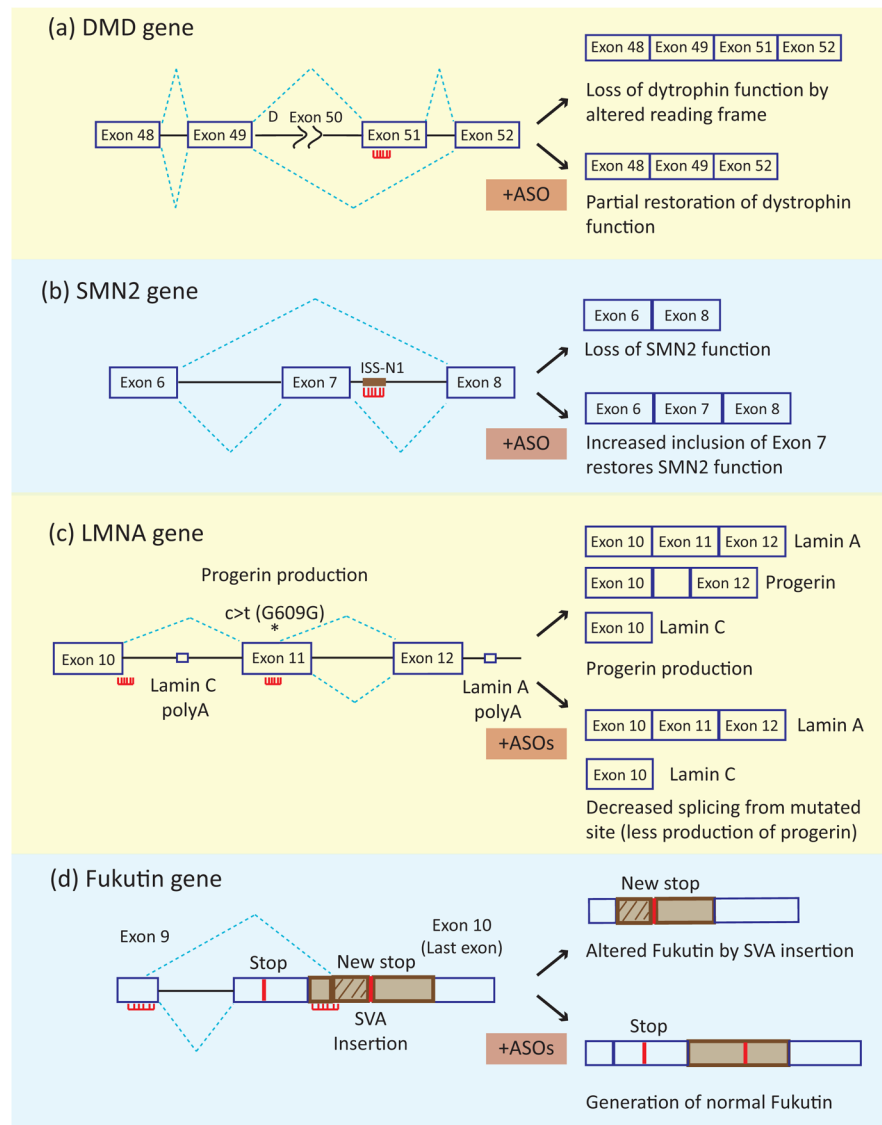 (a) DMD gene
Exon 48 Exon 49 Exon 51 Exon 52
Loss of dytrophin function by
altered reading frame
D Exon 50
Exon 48 Exon 49 Exon 51 Exon 52
Exon 48 Exon 49 Exon 52
+ASO
Partial restoration of dystrophin
function
(b) SMN2 gene
Exon 6 Exon 8
Loss of SMN2 function
ISS-N1
Exon 6 Exon 7 Exon 8
Exon 6 Exon 7 Exon 8
+ASO
Increased inclusion of Exon 7
restores SMN2 function
(c) LMNA gene
Exon 10 Exon 11 Exon 12 Lamin A
Progerin production
Exon 10 Exon 12 Progerin
c>t (G609G)
*
Exon 10 Lamin C
Exon 10 Exon 11 Exon 12
Progerin production
Lamin C
polyA
Lamin A
polyA
Exon 10 Exon 11 Exon 12 Lamin A
+ASOs
Exon 10 Lamin C
Decreased splicing from mutated
site (less production of progerin)
(d) Fukutin gene
New stop
Altered Fukutin by SVA insertion
Exon 9
Exon 10
(Last exon)
Stop New stop
SVA
Insertion
+ASOs
Stop
Generation of normal Fukutin